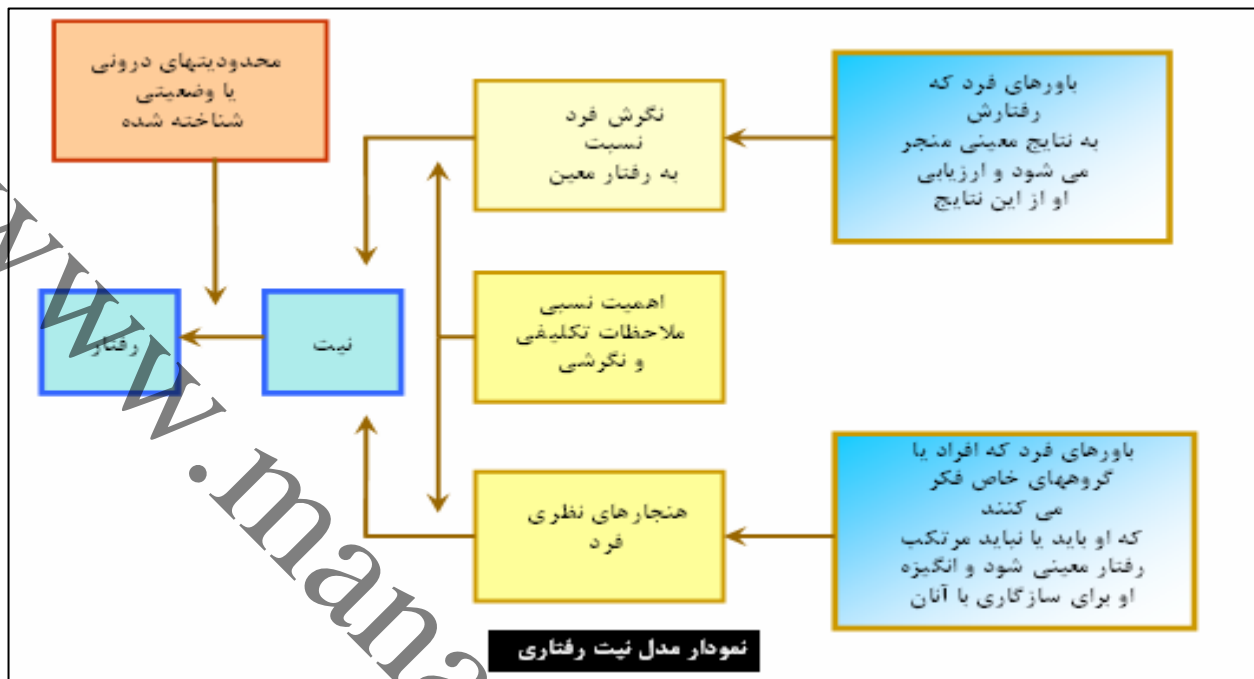 محدودیتهای درونی
یا وضعیتی
شناخته شده
نگرش فرد
نسبت
به رفتار معین
باورهای فرد که
رفتارش
به نتایج معینی منجر
می شود و ارزیابی
او از این نتایج
رفتار
نیت
اهمیت نسبی
ملاحظات تکلیفی
و نگرشی
هنجارهای نظری
فرد
باورهای فرد که افراد یا
گروههای خاص فکر
می کنند
که او باید یا نباید مرتکب
رفتار معینی شود و انگیزه
او برای سازگاری با آنان
نمودار مدل نیت رفتاری
www.mana